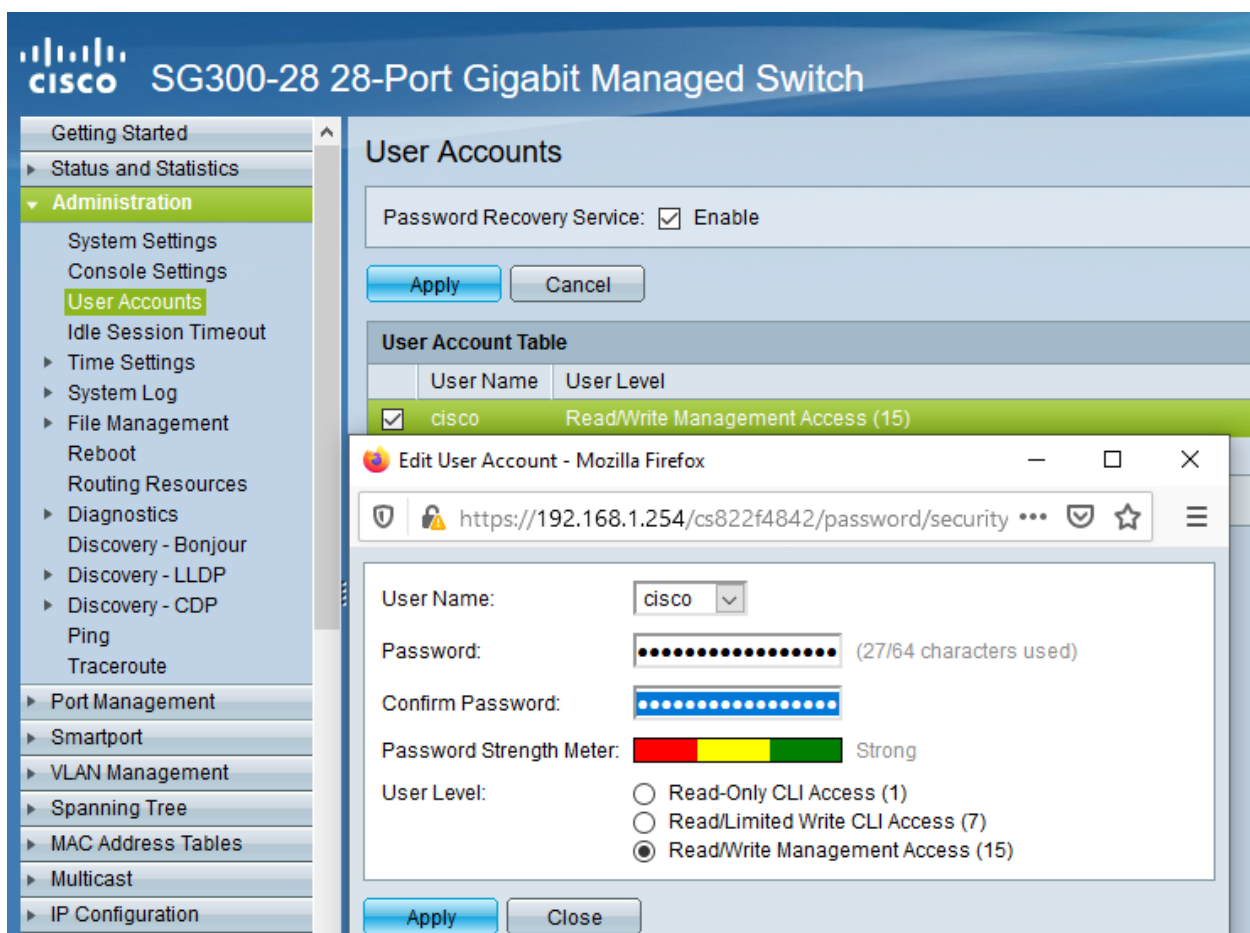 cisco SG300-28 28-Port Gigabit Managed Switch
Getting Started
Status and Statistics
Administration
System Settings
Console Settings
User Accounts
Idle Session Timeout
Time Settings
System Log
File Management
Reboot
Routing Resources
Diagnostics
Discovery - Bonjour
Discovery - LLDP
Discovery - CDP
Ping
Traceroute
Port Management
Smartport
VLAN Management
Spanning Tree
MAC Address Tables
Multicast
IP Configuration
User Accounts
Password Recovery Service: Enable
Apply Cancel
User Account Table
User Name User Level
cisco Read/Write Management Access (15)
Edit User Account - Mozilla Firefox
https://192.168.1.254/cs822f4842/password/security
User Name: cisco
Password: ••••••••••••••••• (27/64 characters used)
Confirm Password: •••••••••••••••••
Password Strength Meter: Strong
User Level: Read-Only CLI Access (1)
Read/Limited Write CLI Access (7)
Read/Write Management Access (15)
Apply Close